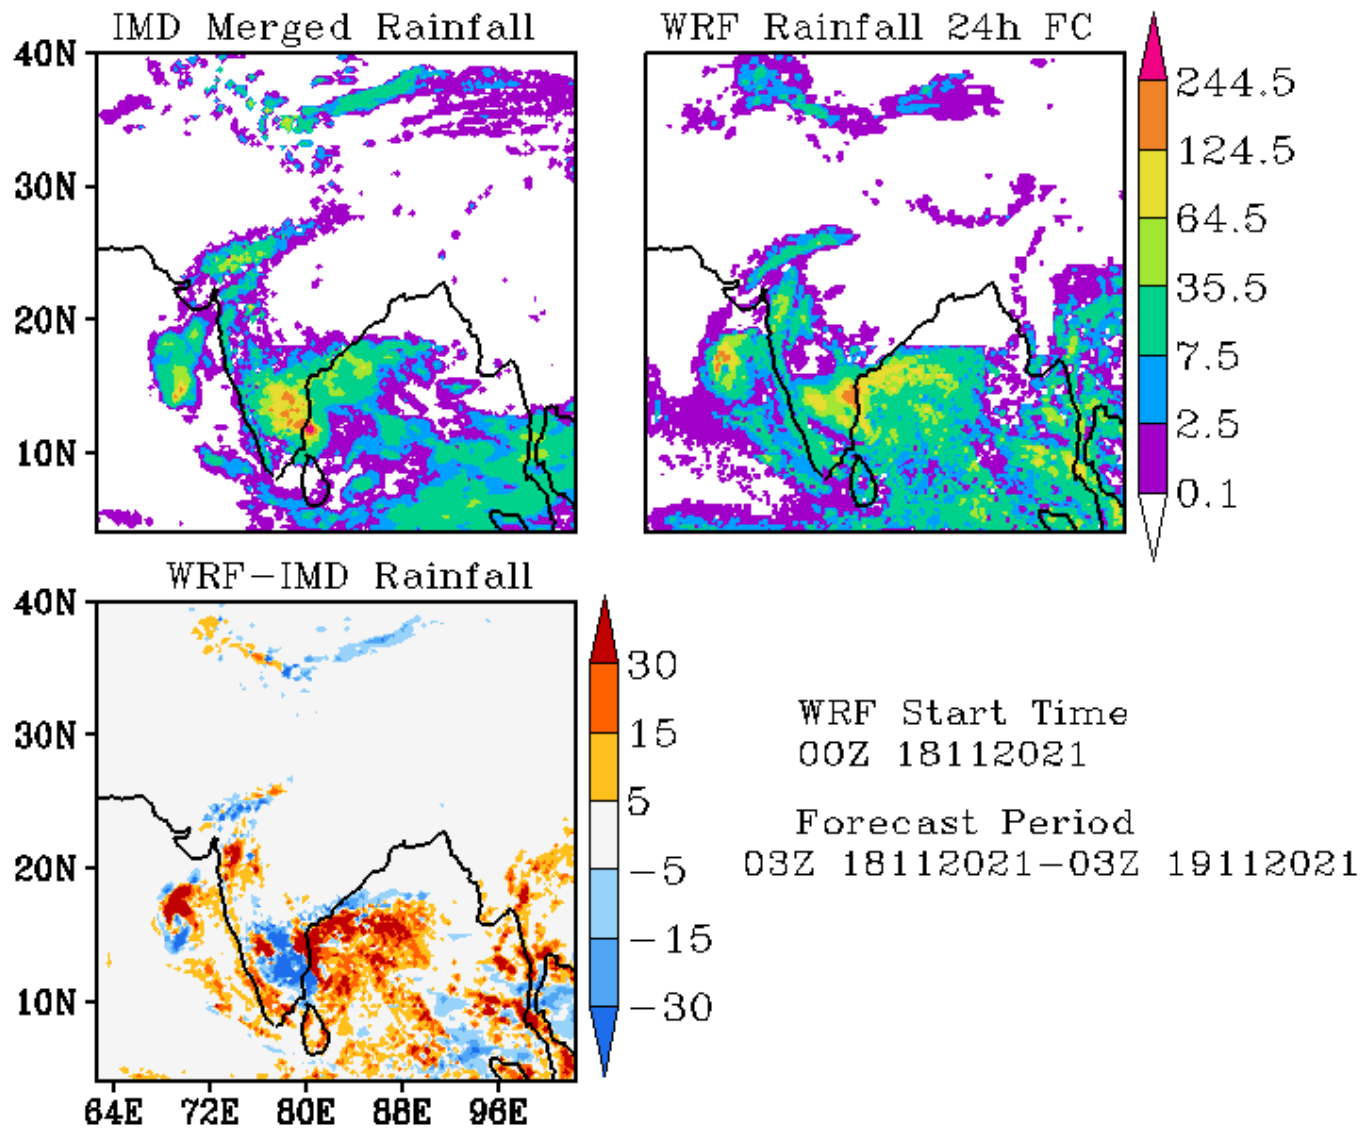 IMD Merged Rainfall
WRF Rainfall 24h FC
40N
30N
20N
10N
244.5
124.5
64.5
35.5
7.5
2.5
0.1
WRF-IMD Rainfall
40N
30N
20N
10N
64E 72E 80E 88E 96E
30
15
5
-5
-15
-30
WRF Start Time
00Z 18112021
Forecast Period
03Z 18112021-03Z 19112021